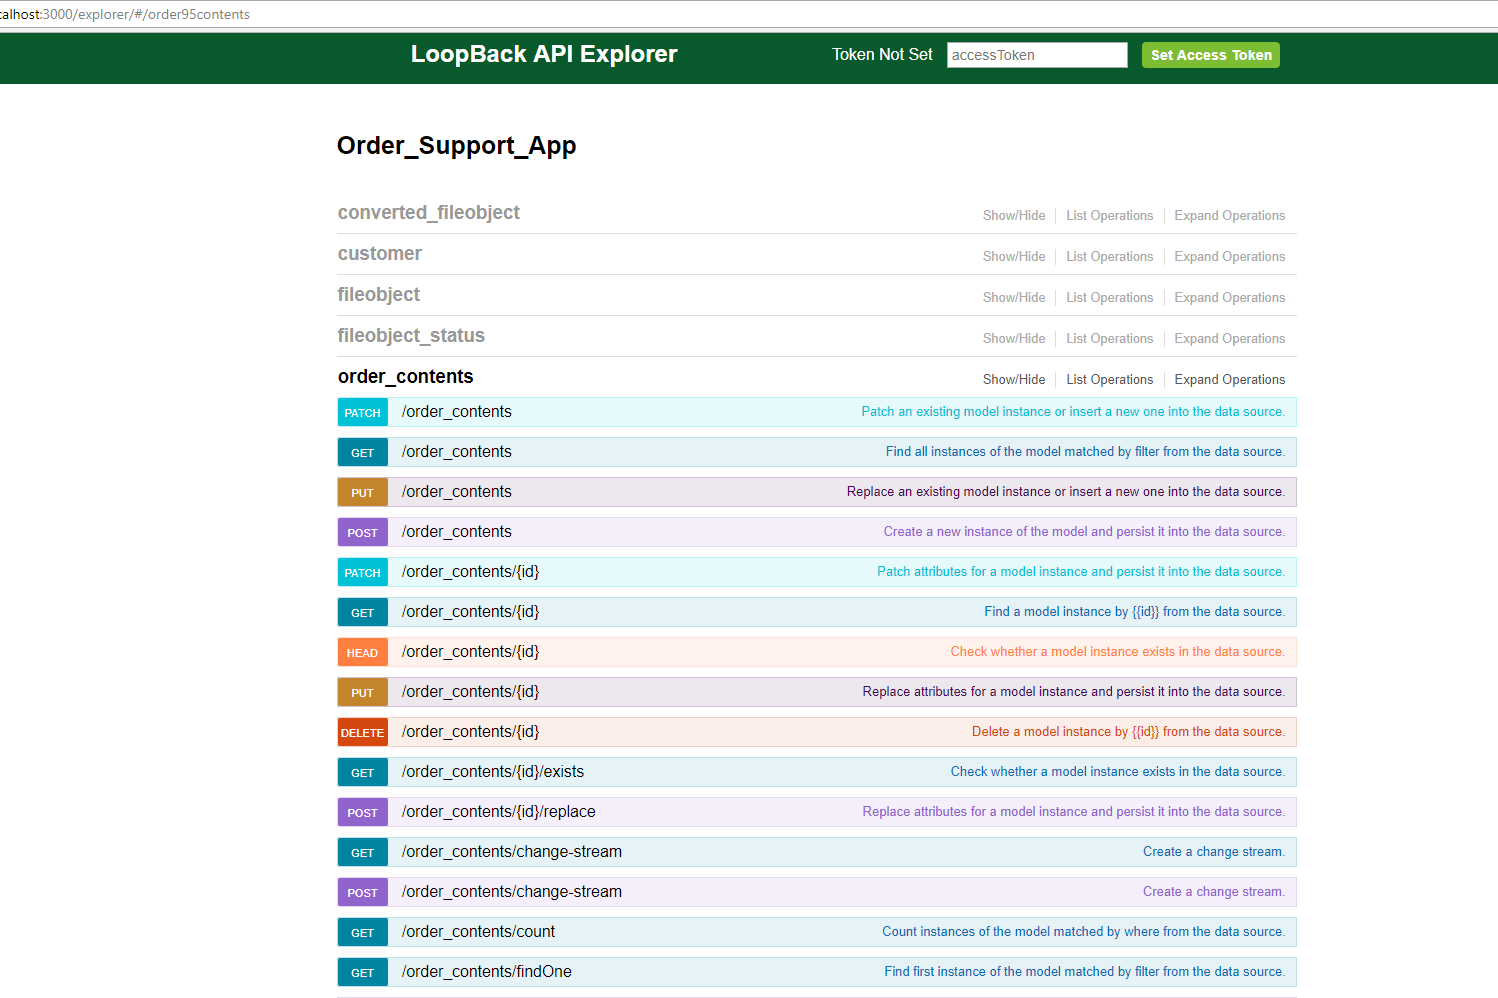 calhost:3000/explorer/#/order95contents
LoopBack API Explorer Token Not Set accessToken Set Access Token
Order_Support_App
converted_fileobject Show/Hide List Operations Expand Operations
customer Show/Hide List Operations Expand Operations
fileobject Show/Hide List Operations Expand Operations
fileobject_status Show/Hide List Operations Expand Operations
order_contents Show/Hide List Operations Expand Operations
PATCH /order_contents Patch an existing model instance or insert a new one into the data source.
GET /order_contents Find all instances of the model matched by filter from the data source.
PUT /order_contents Replace an existing model instance or insert a new one into the data source.
POST /order_contents Create a new instance of the model and persist it into the data source.
PATCH /order_contents/{id} Patch attributes for a model instance and persist it into the data source.
GET /order_contents/{id} Find a model instance by {{id}} from the data source.
HEAD /order_contents/{id} Check whether a model instance exists in the data source.
PUT /order_contents/{id} Replace attributes for a model instance and persist it into the data source.
DELETE /order_contents/{id} Delete a model instance by {{id}} from the data source.
GET /order_contents/{id}/exists Check whether a model instance exists in the data source.
POST /order_contents/{id}/replace Replace attributes for a model instance and persist it into the data source.
GET /order_contents/change-stream Create a change stream.
POST /order_contents/change-stream Create a change stream.
GET /order_contents/count Count instances of the model matched by where from the data source.
GET /order_contents/findOne Find first instance of the model matched by filter from the data source.